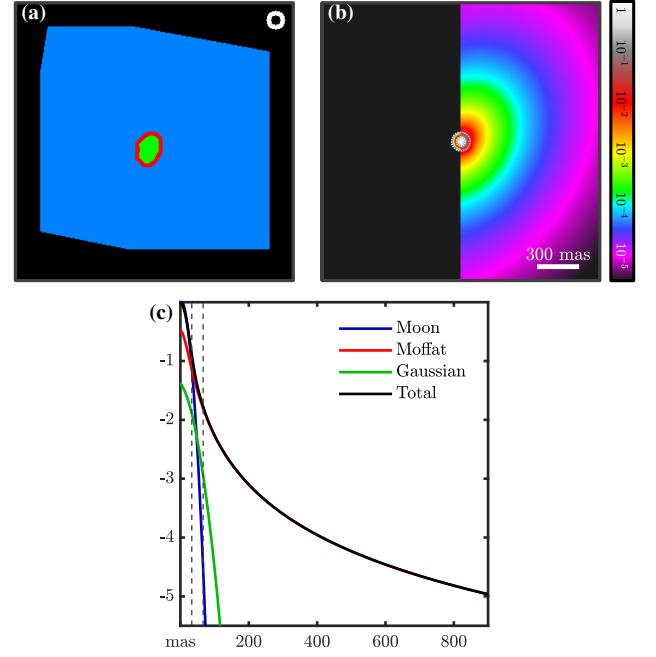 (a)
(b)
1
10⁻¹
10⁻²
10⁻³
10⁻⁴
10⁻⁵
300 mas
(c)
Moon
Moffat
Gaussian
Total
-1
-2
-3
-4
-5
mas 200 400 600 800